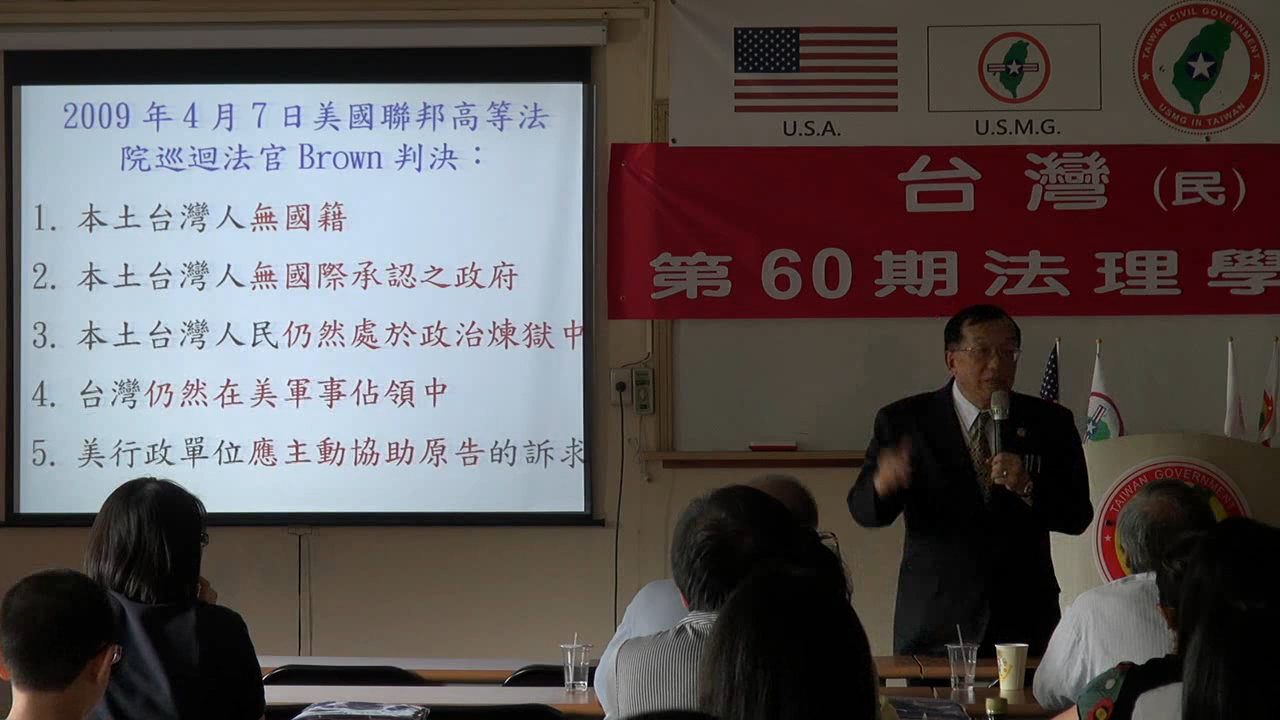 2009 年 4 月 7 日美國聯邦高等法
院巡迴法官 Brown 判決：
1. 本土台灣人無國籍
2. 本土台灣人無國際承認之政府
3. 本土台灣人民仍然處於政治煉獄中
4. 台灣仍然在美軍事佔領中
5. 美行政單位應主動協助原告的訴求
U.S.A.
U.S.M.G.
TAIWAN CIVIL GOVERNMENT
USMG IN TAIWAN
台灣(民)
第60期法理學
TAIWAN GOVERNMENT